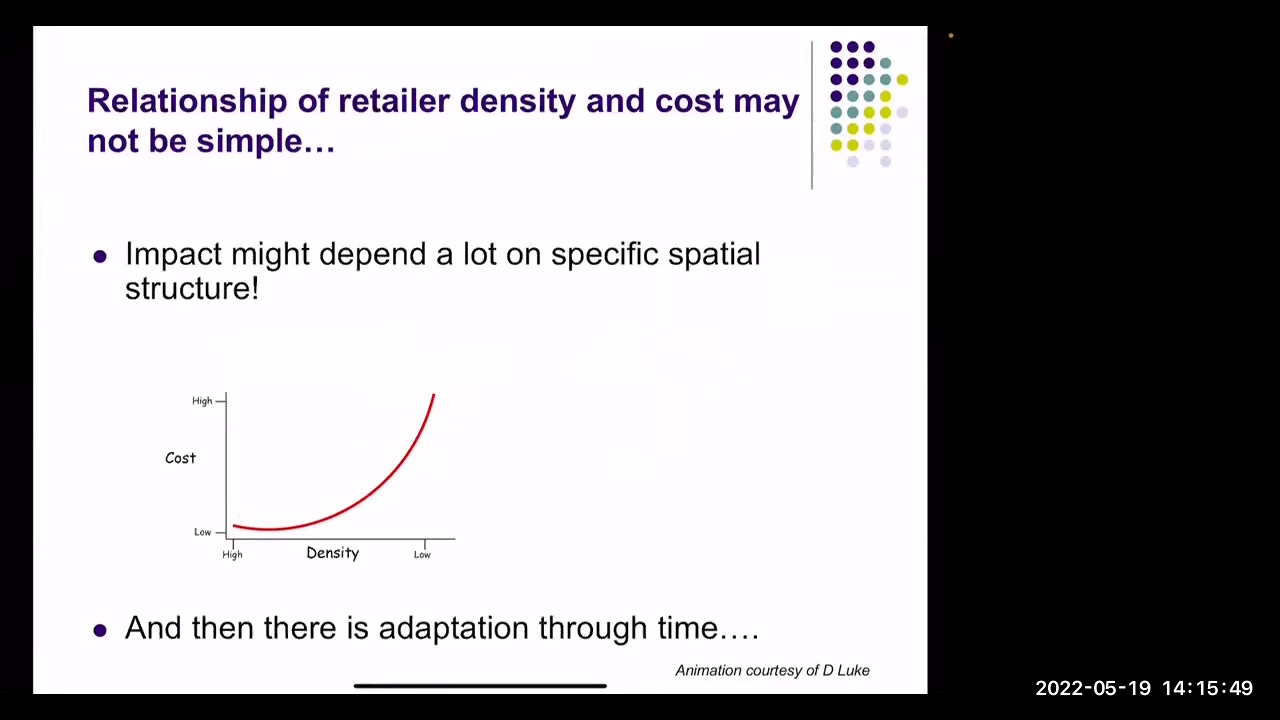 Relationship of retailer density and cost may
not be simple…
Impact might depend a lot on specific spatial
structure!
High
Cost
Low
High
Density
Low
And then there is adaptation through time….
Animation courtesy of D Luke
2022-05-19 14:15:49